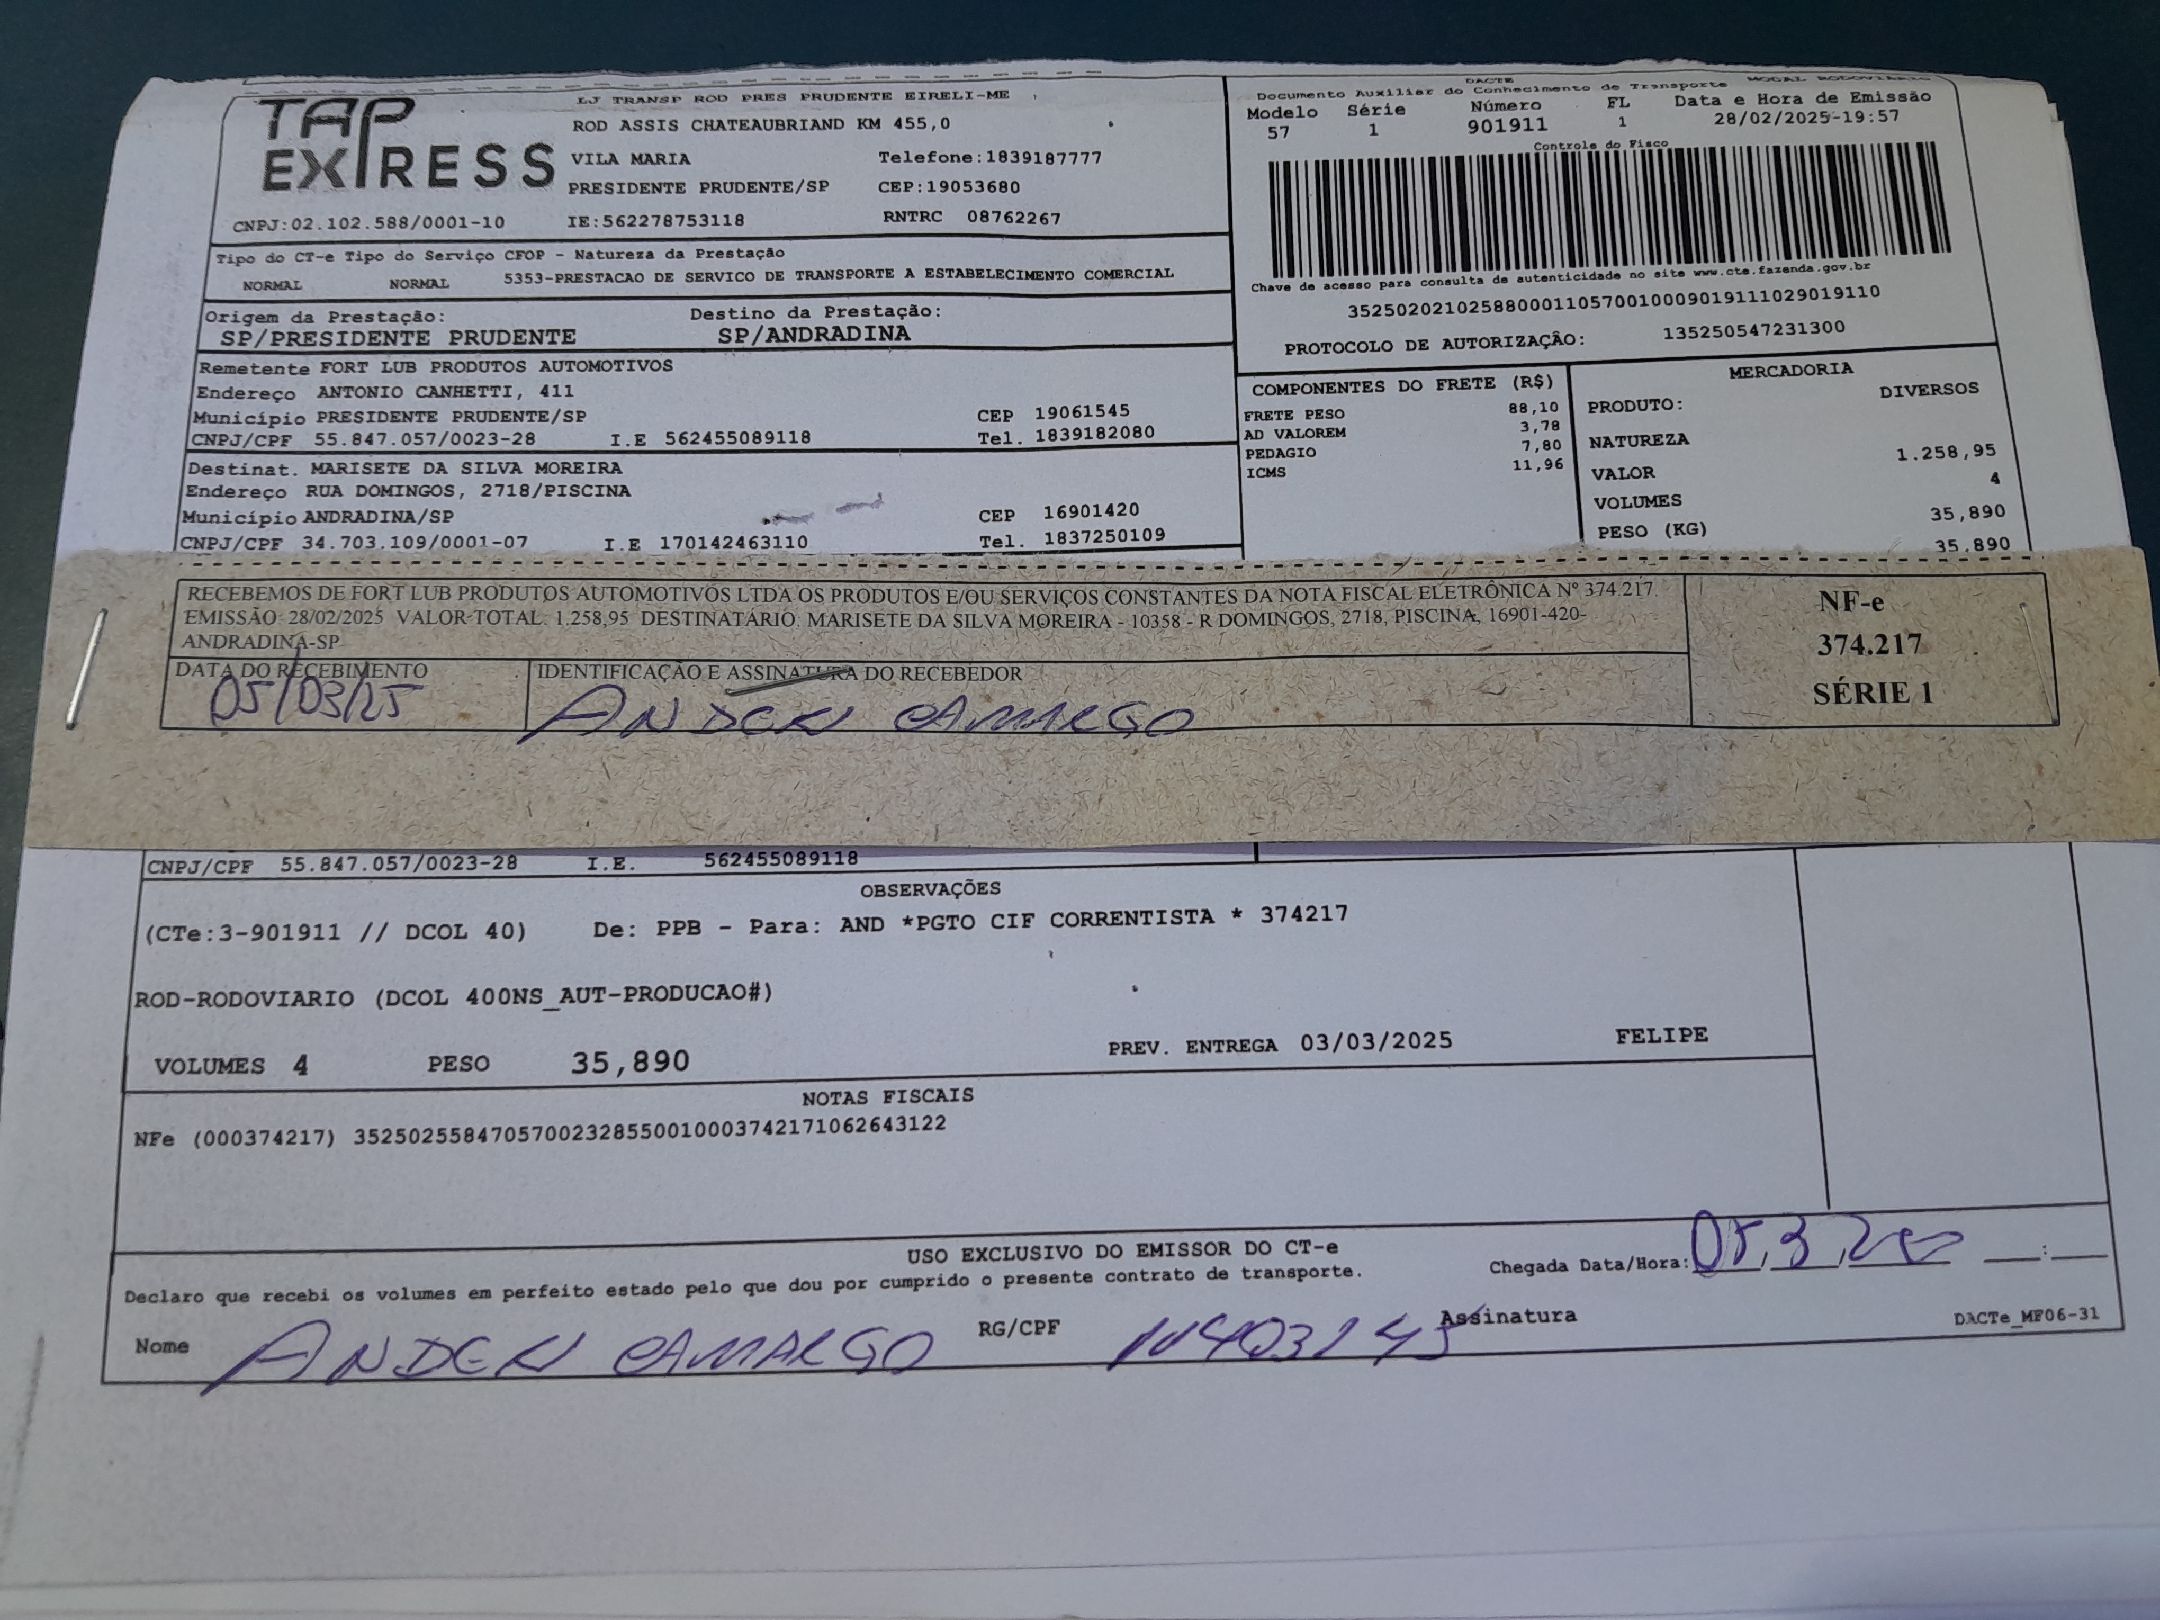 TAP EXPRESS
LJ TRANSP ROD PRES PRUDENTE EIRELI-ME
ROD ASSIS CHATEAUBRIAND KM 455,0
VILA MARIA Telefone:1839187777
PRESIDENTE PRUDENTE/SP CEP:19053680
CNPJ:02.102.588/0001-10 IE:562278753118 RNTRC 08762267
DACTE MODAL RODOVIARIO
Documento Auxiliar do Conhecimento de Transporte
Modelo Série Número FL Data e Hora de Emissão
57 1 901911 1 28/02/2025-19:57
Controle do Fisco
Chave de acesso para consulta de autenticidade no site www.cte.fazenda.gov.br
35250202102588000110570010009019111029019110
PROTOCOLO DE AUTORIZAÇÃO: 135250547231300
Tipo do CT-e Tipo do Serviço CFOP - Natureza da Prestação
NORMAL NORMAL 5353-PRESTACAO DE SERVICO DE TRANSPORTE A ESTABELECIMENTO COMERCIAL
Origem da Prestação: Destino da Prestação:
SP/PRESIDENTE PRUDENTE SP/ANDRADINA
Remetente FORT LUB PRODUTOS AUTOMOTIVOS
Endereço ANTONIO CANHETTI, 411
Município PRESIDENTE PRUDENTE/SP CEP 19061545
CNPJ/CPF 55.847.057/0023-28 I.E 562455089118 Tel. 1839182080
Destinat. MARISETE DA SILVA MOREIRA
Endereço RUA DOMINGOS, 2718/PISCINA
Município ANDRADINA/SP CEP 16901420
CNPJ/CPF 34.703.109/0001-07 I.E 170142463110 Tel. 1837250109
COMPONENTES DO FRETE (R$)
FRETE PESO 88,10
AD VALOREM 3,78
PEDAGIO 7,80
ICMS 11,96
MERCADORIA
PRODUTO: DIVERSOS
NATUREZA
VALOR 1.258,95
VOLUMES 4
PESO (KG) 35,890
35,890
RECEBEMOS DE FORT LUB PRODUTOS AUTOMOTIVOS LTDA OS PRODUTOS E/OU SERVIÇOS CONSTANTES DA NOTA FISCAL ELETRÔNICA Nº 374.217.
EMISSÃO: 28/02/2025 VALOR TOTAL: 1.258,95 DESTINATÁRIO: MARISETE DA SILVA MOREIRA - 10358 - R DOMINGOS, 2718, PISCINA, 16901-420-
ANDRADINA-SP
DATA DO RECEBIMENTO IDENTIFICAÇÃO E ASSINATURA DO RECEBEDOR
05/03/25 ANDERI CAMARGO
NF-e
374.217
SÉRIE 1
CNPJ/CPF 55.847.057/0023-28 I.E. 562455089118
OBSERVAÇÕES
(CTe:3-901911 // DCOL 40) De: PPB - Para: AND *PGTO CIF CORRENTISTA * 374217
ROD-RODOVIARIO (DCOL 400NS_AUT-PRODUCAO#)
VOLUMES 4 PESO 35,890 PREV. ENTREGA 03/03/2025 FELIPE
NOTAS FISCAIS
NFe (000374217) 35250255847057002328550010003742171062643122
USO EXCLUSIVO DO EMISSOR DO CT-e
Declaro que recebi os volumes em perfeito estado pelo que dou por cumprido o presente contrato de transporte.
Chegada Data/Hora:
Nome ANDERI CAMARGO RG/CPF Assinatura
DACTe_MF06-31